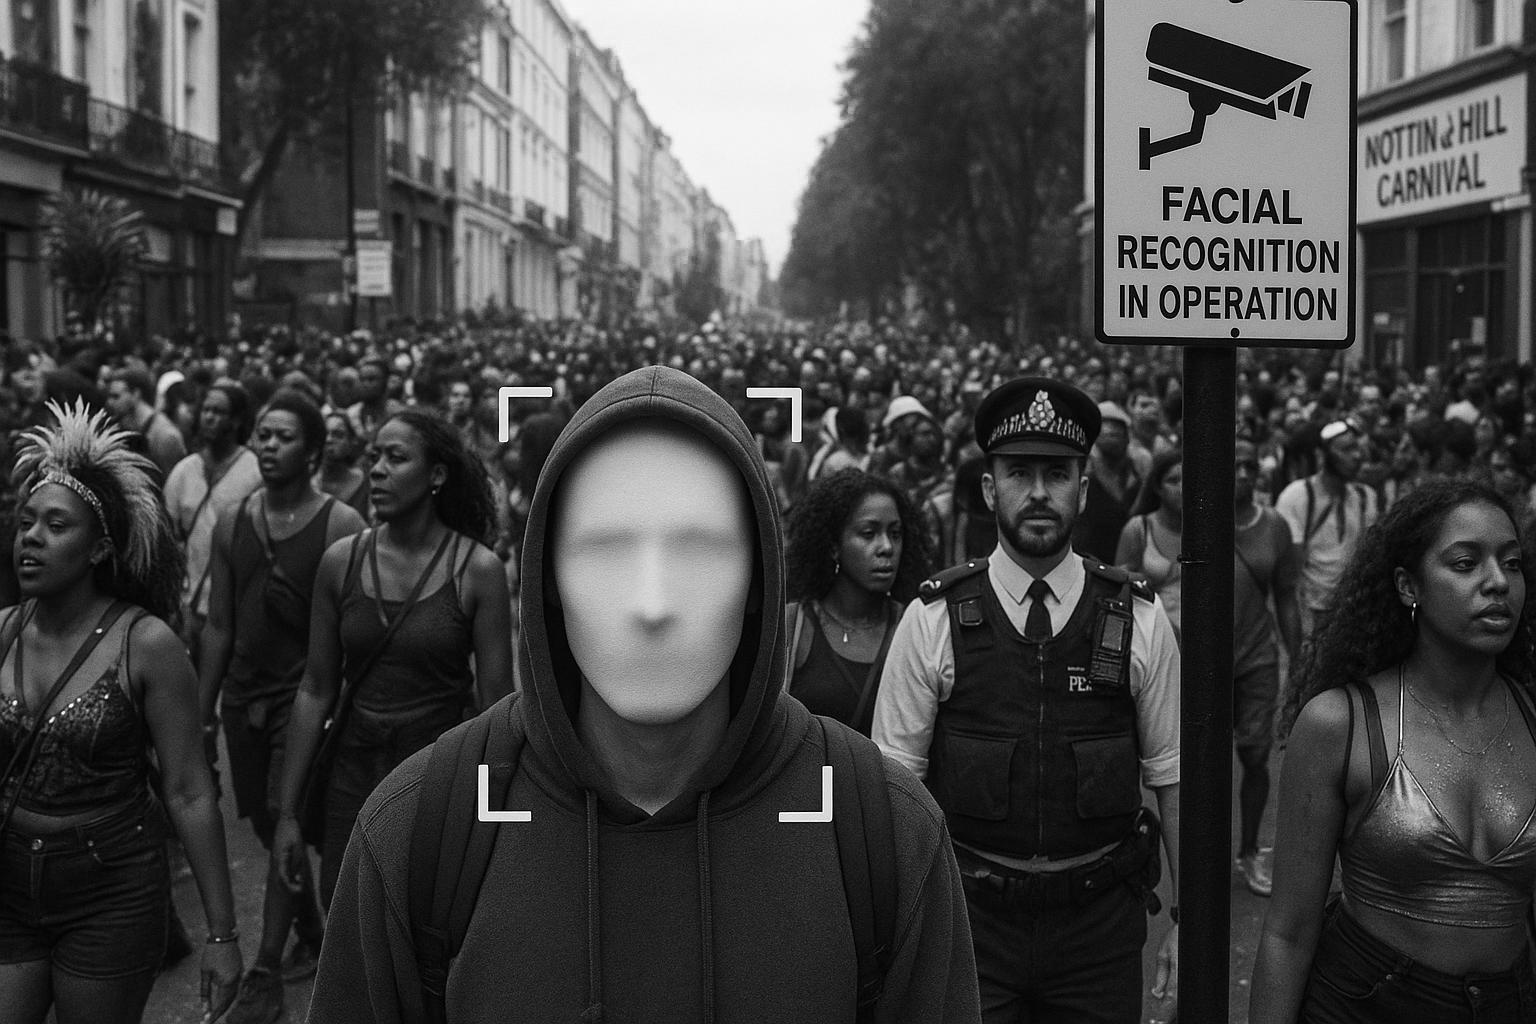 FACIAL
RECOGNITION
IN OPERATION
NOTTIN HILL
CARNIVAL